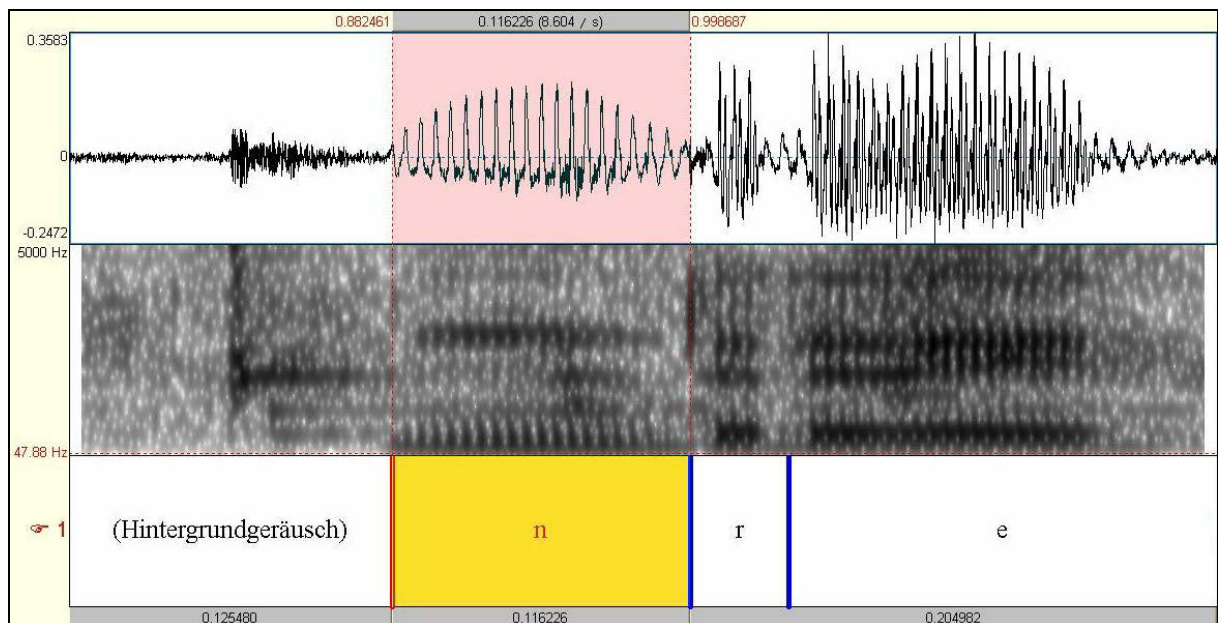 0.882461 0.116226 (8.604 / s) 0.998687
0.3583
0
-0.2472
5000 Hz
47.88 Hz
☞ 1 (Hintergrundgeräusch) n r e
0.125480 0.116226 0.204982